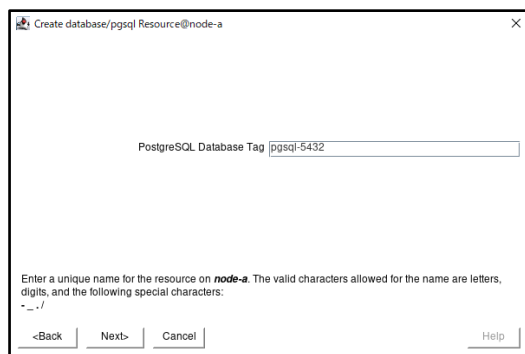 Create database/pgsql Resource@node-a
PostgreSQL Database Tag pgsql-5432
Enter a unique name for the resource on node-a. The valid characters allowed for the name are letters,
digits, and the following special characters:
- _ . /
<Back Next> Cancel Help